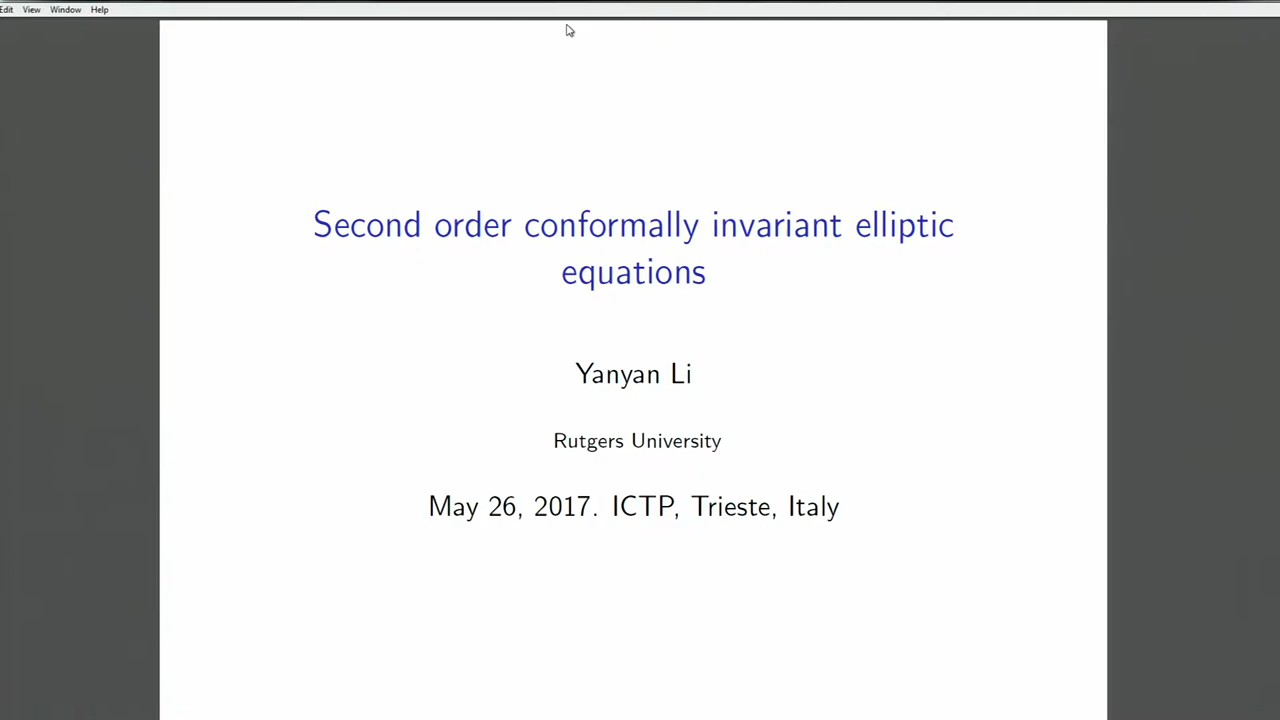 Edit View Window Help
Second order conformally invariant elliptic
equations
Yanyan Li
Rutgers University
May 26, 2017. ICTP, Trieste, Italy